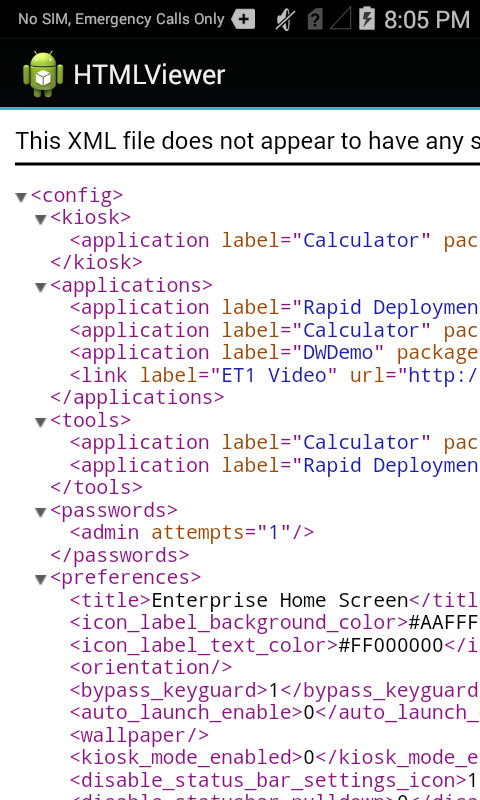 No SIM, Emergency Calls Only 8:05 PM
HTMLViewer
This XML file does not appear to have any s
<config>
<kiosk>
<application label="Calculator" pac
</kiosk>
<applications>
<application label="Rapid Deploymen
<application label="Calculator" pac
<application label="DWDemo" package
<link label="ET1 Video" url="http:/
</applications>
<tools>
<application label="Calculator" pac
<application label="Rapid Deploymen
</tools>
<passwords>
<admin attempts="1"/>
</passwords>
<preferences>
<title>Enterprise Home Screen</titl
<icon_label_background_color>#AAFFF
<icon_label_text_color>#FF000000</i
<orientation/>
<bypass_keyguard>1</bypass_keyguard
<auto_launch_enable>0</auto_launch_
<wallpaper/>
<kiosk_mode_enabled>0</kiosk_mode_e
<disable_status_bar_settings_icon>1
<disable_statusbar_pulldown>0</disa